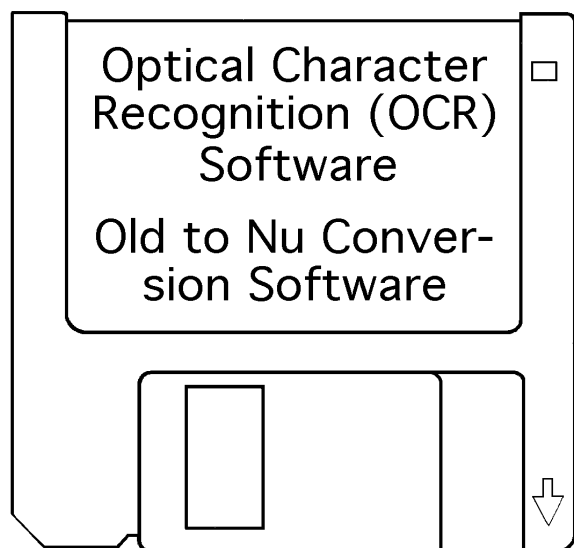 Optical Character
Recognition (OCR)
Software
Old to Nu Conver-
sion Software